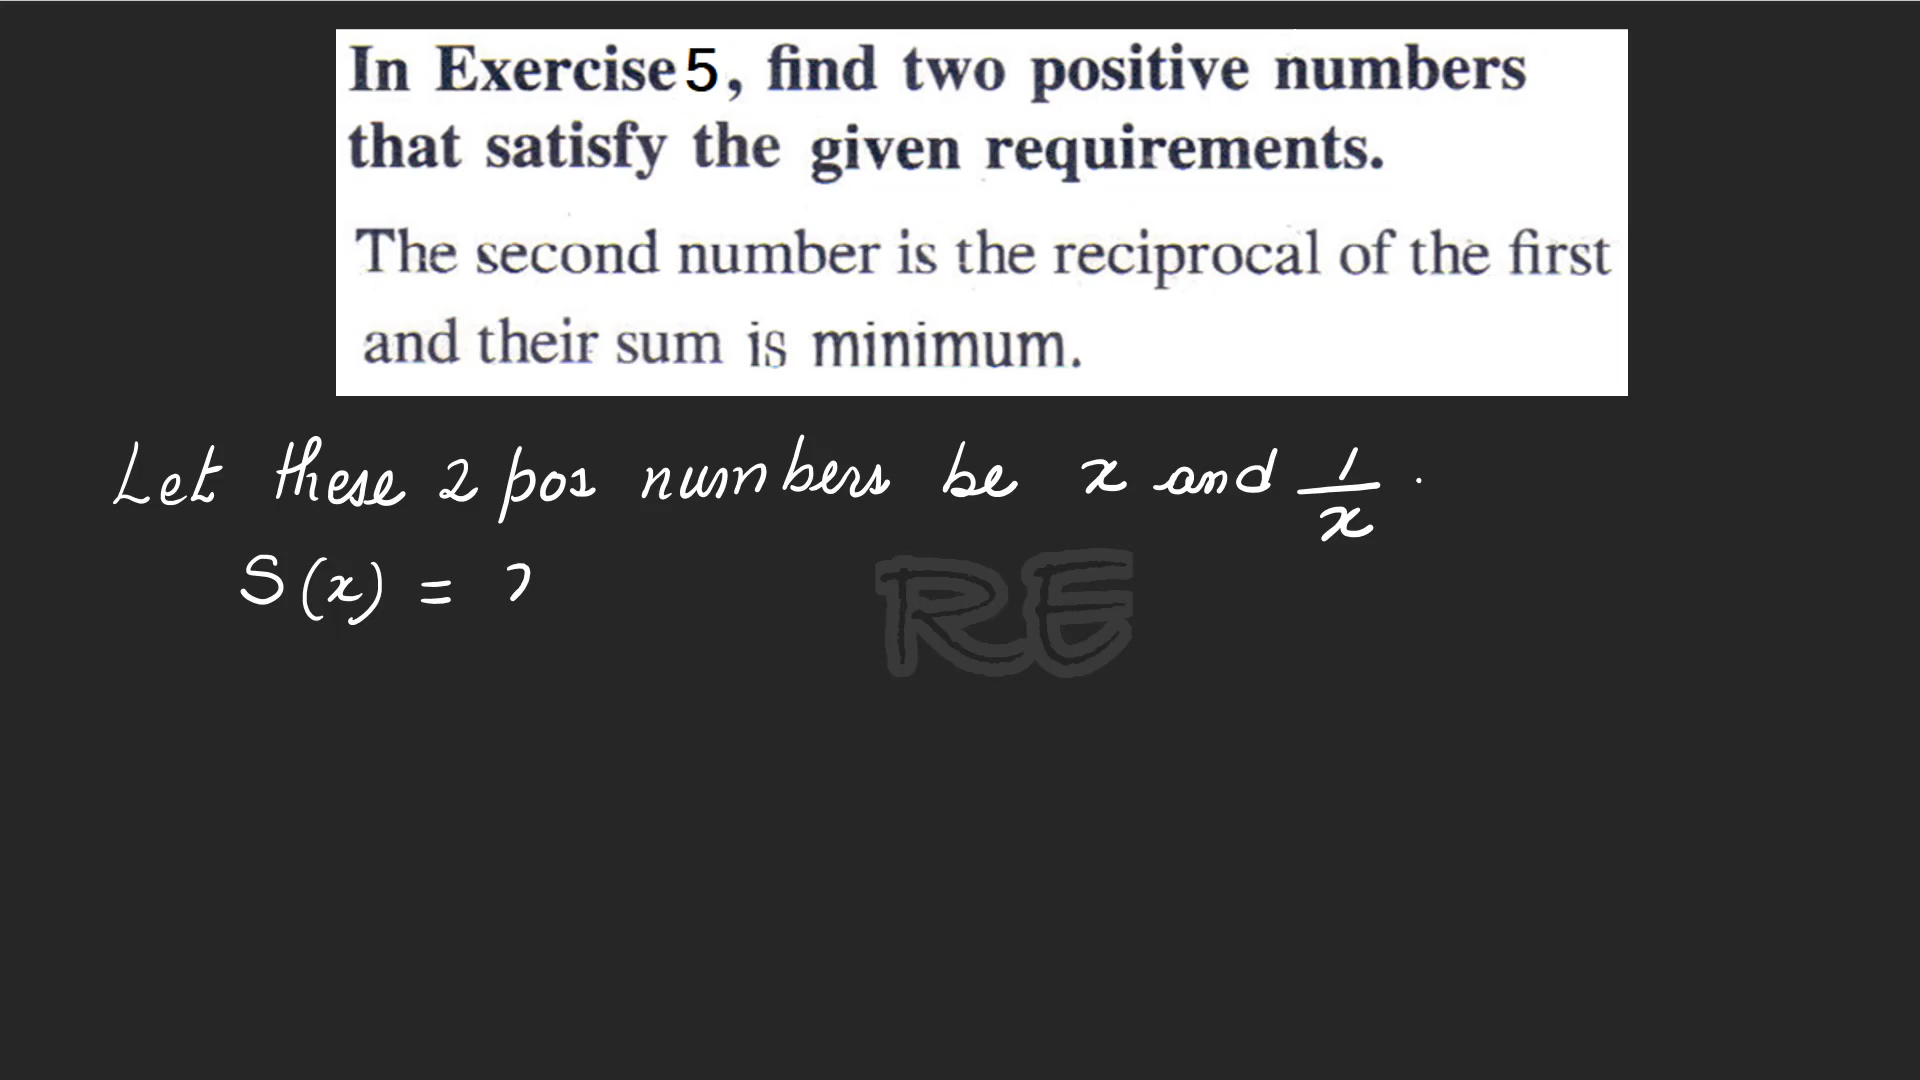 In Exercise 5, find two positive numbers
that satisfy the given requirements.
The second number is the reciprocal of the first
and their sum is minimum.
Let these 2 pos numbers be x and 1/x.
S(x) =
RE